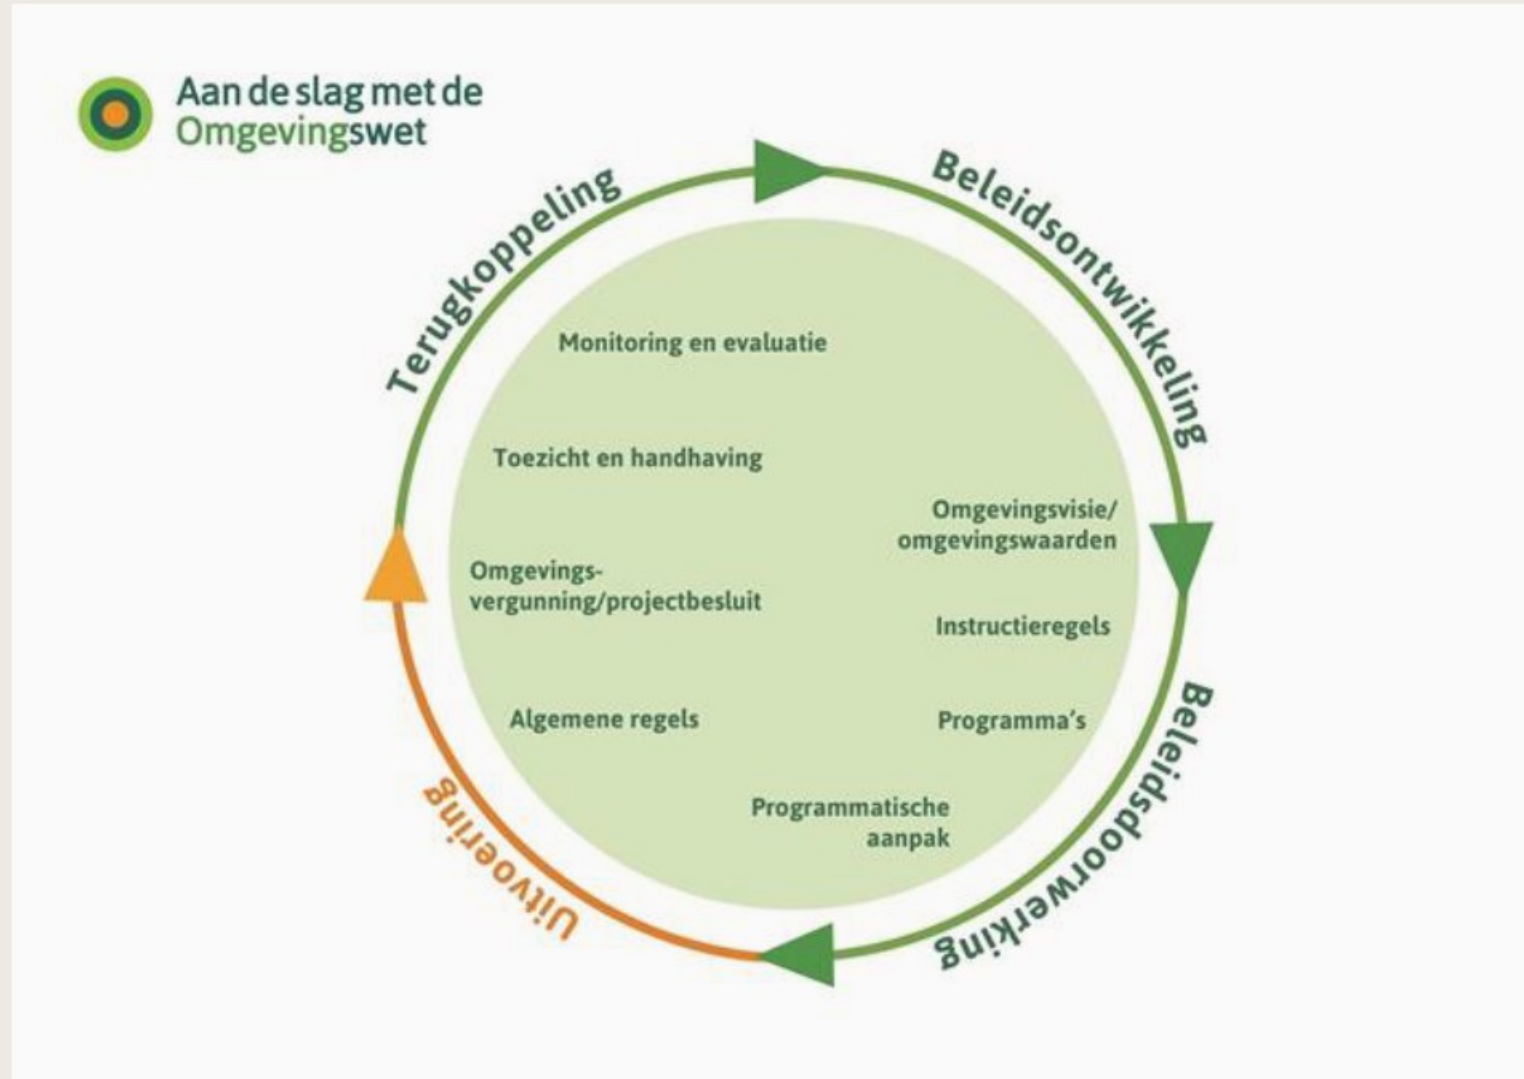 Aan de slag met de
Omgevingswet
Terugkoppeling
Beleidsontwikkeling
Monitoring en evaluatie
Toezicht en handhaving
Omgevingsvisie/
omgevingswaarden
Omgevings-
vergunning/projectbesluit
Instructieregels
Algemene regels
Programma's
Programmatische
aanpak
Uitvoering
Beleidsdoorwerking